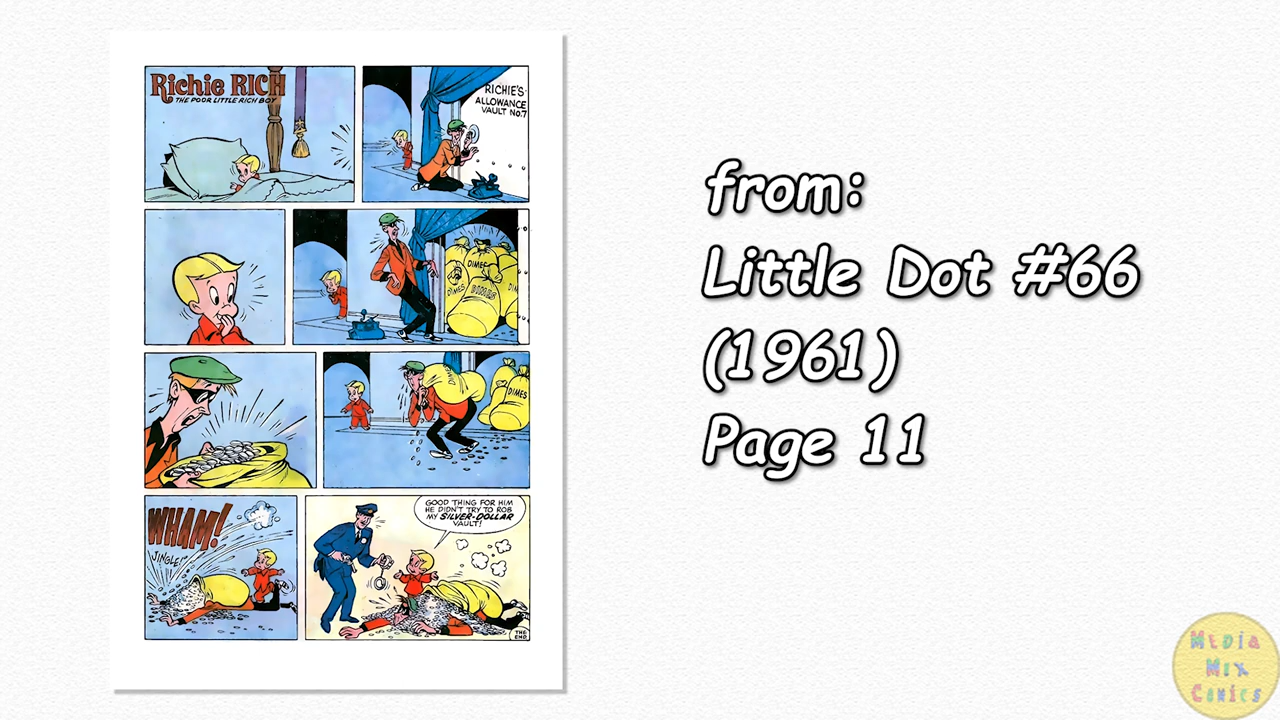 Richie RICH
THE POOR LITTLE RICH BOY
RICHIE'S
ALLOWANCE
VAULT NO.7
DIMES
DIMES
DIMES
DIMES
WHAM!
JINGLE!
GOOD THING FOR HIM
HE DIDN'T TRY TO ROB
MY SILVER-DOLLAR
VAULT!
THE
END
from:
Little Dot #66
(1961)
Page 11
MEDIA
MIX
COMICS